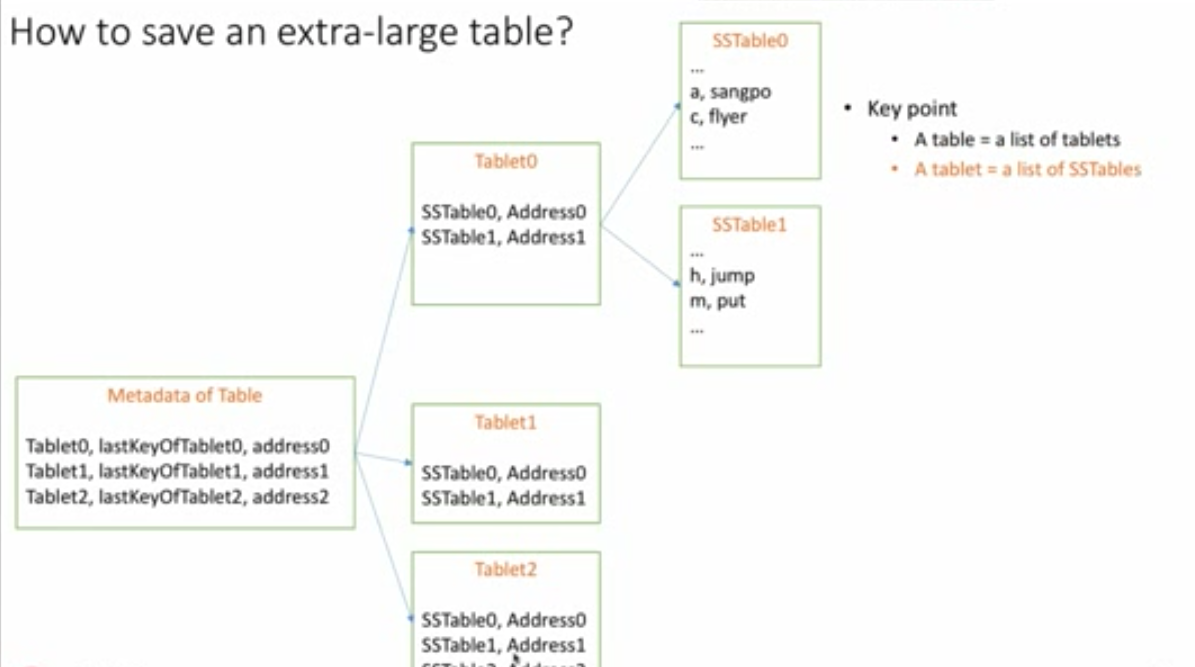 How to save an extra-large table?
SSTable0
...
a, sangpo
c, flyer
...
Key point
A table = a list of tablets
A tablet = a list of SSTables
Tablet0
SSTable0, Address0
SSTable1, Address1
SSTable1
...
h, jump
m, put
...
Metadata of Table
Tablet0, lastKeyOfTablet0, address0
Tablet1, lastKeyOfTablet1, address1
Tablet2, lastKeyOfTablet2, address2
Tablet1
SSTable0, Address0
SSTable1, Address1
Tablet2
SSTable0, Address0
SSTable1, Address1